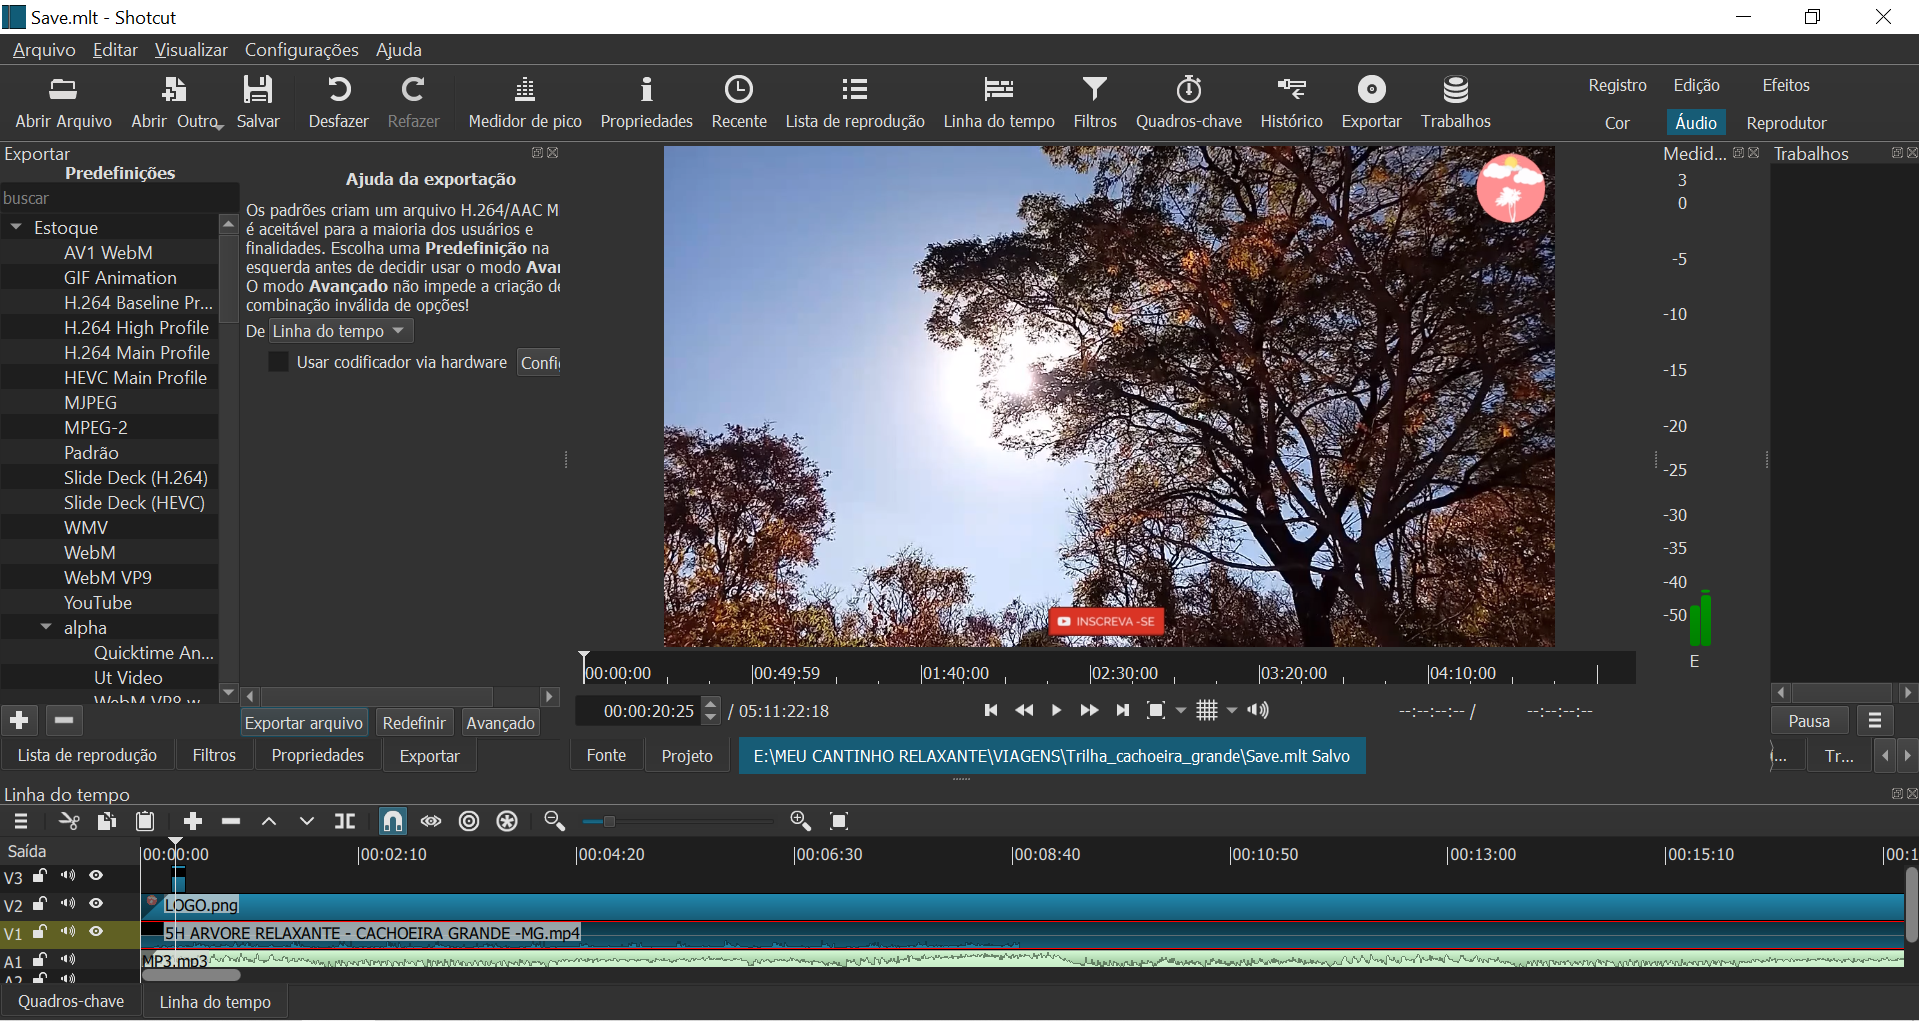 Save.mlt - Shotcut
Arquivo Editar Visualizar Configurações Ajuda
Abrir Arquivo Abrir Outro Salvar Desfazer Refazer Medidor de pico Propriedades Recente Lista de reprodução Linha do tempo Filtros Quadros-chave Histórico Exportar Trabalhos
Registro Edição Efeitos
Cor Áudio Reprodutor
Exportar
Predefinições
buscar
Estoque
AV1 WebM
GIF Animation
H.264 Baseline Pr...
H.264 High Profile
H.264 Main Profile
HEVC Main Profile
MJPEG
MPEG-2
Padrão
Slide Deck (H.264)
Slide Deck (HEVC)
WMV
WebM
WebM VP9
YouTube
alpha
Quicktime An...
Ut Video
WebM VP8 w
Ajuda da exportação
Os padrões criam um arquivo H.264/AAC M
é aceitável para a maioria dos usuários e
finalidades. Escolha uma Predefinição na
esquerda antes de decidir usar o modo Avan
O modo Avançado não impede a criação de
combinação inválida de opções!
De Linha do tempo
Usar codificador via hardware Confi
Exportar arquivo Redefinir Avançado
Lista de reprodução Filtros Propriedades Exportar
INSCREVA -SE
00:00:00 00:49:59 01:40:00 02:30:00 03:20:00 04:10:00
00:00:20:25 / 05:11:22:18 --:--:--:-- / --:--:--:--
Fonte Projeto E:\MEU CANTINHO RELAXANTE\VIAGENS\Trilha_cachoeira_grande\Save.mlt Salvo
Medid...
3
0
-5
-10
-15
-20
-25
-30
-35
-40
-50
E
Trabalhos
Pausa
... Tr...
Linha do tempo
Saída 00:00:00 00:02:10 00:04:20 00:06:30 00:08:40 00:10:50 00:13:00 00:15:10 00:1
V3
V2 LOGO.png
V1 5H ARVORE RELAXANTE - CACHOEIRA GRANDE -MG.mp4
A1 MP3.mp3
A2
Quadros-chave Linha do tempo